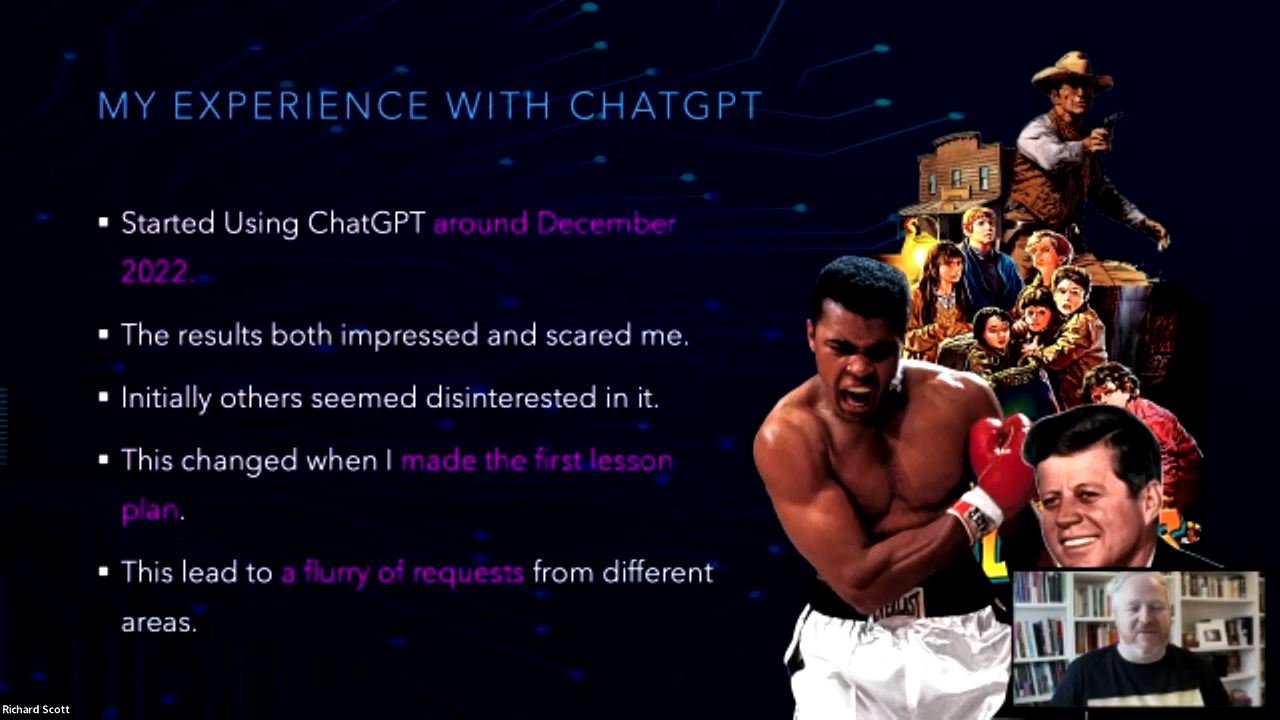 MY EXPERIENCE WITH CHATGPT
▪ Started Using ChatGPT around December
2022.
▪ The results both impressed and scared me.
▪ Initially others seemed disinterested in it.
▪ This changed when I made the first lesson
plan.
▪ This lead to a flurry of requests from different
areas.
EVERLAST
Richard Scott